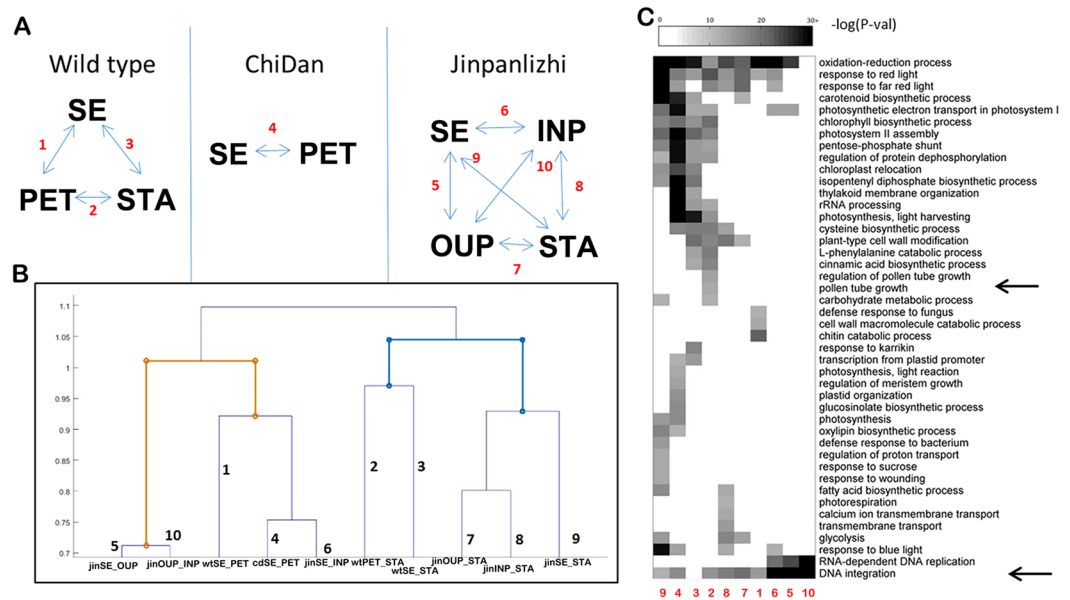 A
Wild type
ChiDan
Jinpanlizhi
SE
1
3
PET
2
STA
4
SE
PET
6
SE
INP
9
10
5
8
OUP
STA
7
B
1.1
1.05
1
0.95
0.9
0.85
0.8
0.75
0.7
1
2
3
5
10
4
6
7
8
9
jinSE_OUP
jinOUP_INP
wtSE_PET
cdSE_PET
jinSE_INP
wtPET_STA
wtSE_STA
jinOUP_STA
jinINP_STA
jinSE_STA
C
0 10 20 30>
-log(P-val)
oxidation-reduction process
response to red light
response to far red light
carotenoid biosynthetic process
photosynthetic electron transport in photosystem I
chlorophyll biosynthetic process
photosystem II assembly
pentose-phosphate shunt
regulation of protein dephosphorylation
chloroplast relocation
isopentenyl diphosphate biosynthetic process
thylakoid membrane organization
rRNA processing
photosynthesis, light harvesting
cysteine biosynthetic process
plant-type cell wall modification
L-phenylalanine catabolic process
cinnamic acid biosynthetic process
regulation of pollen tube growth
pollen tube growth
carbohydrate metabolic process
defense response to fungus
cell wall macromolecule catabolic process
chitin catabolic process
response to karrikin
transcription from plastid promoter
photosynthesis, light reaction
regulation of meristem growth
plastid organization
glucosinolate biosynthetic process
photosynthesis
oxylipin biosynthetic process
defense response to bacterium
regulation of proton transport
response to sucrose
response to wounding
fatty acid biosynthetic process
photorespiration
calcium ion transmembrane transport
transmembrane transport
glycolysis
response to blue light
RNA-dependent DNA replication
DNA integration
9 4 3 2 8 7 1 6 5 10